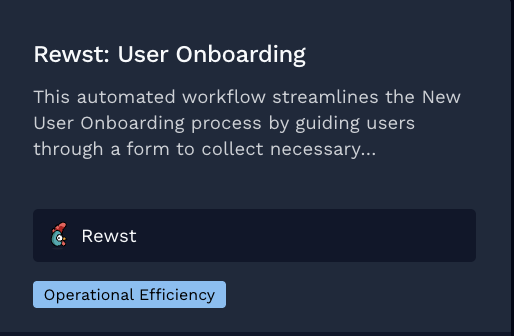 Rewst: User Onboarding
This automated workflow streamlines the New
User Onboarding process by guiding users
through a form to collect necessary...
Rewst
Operational Efficiency